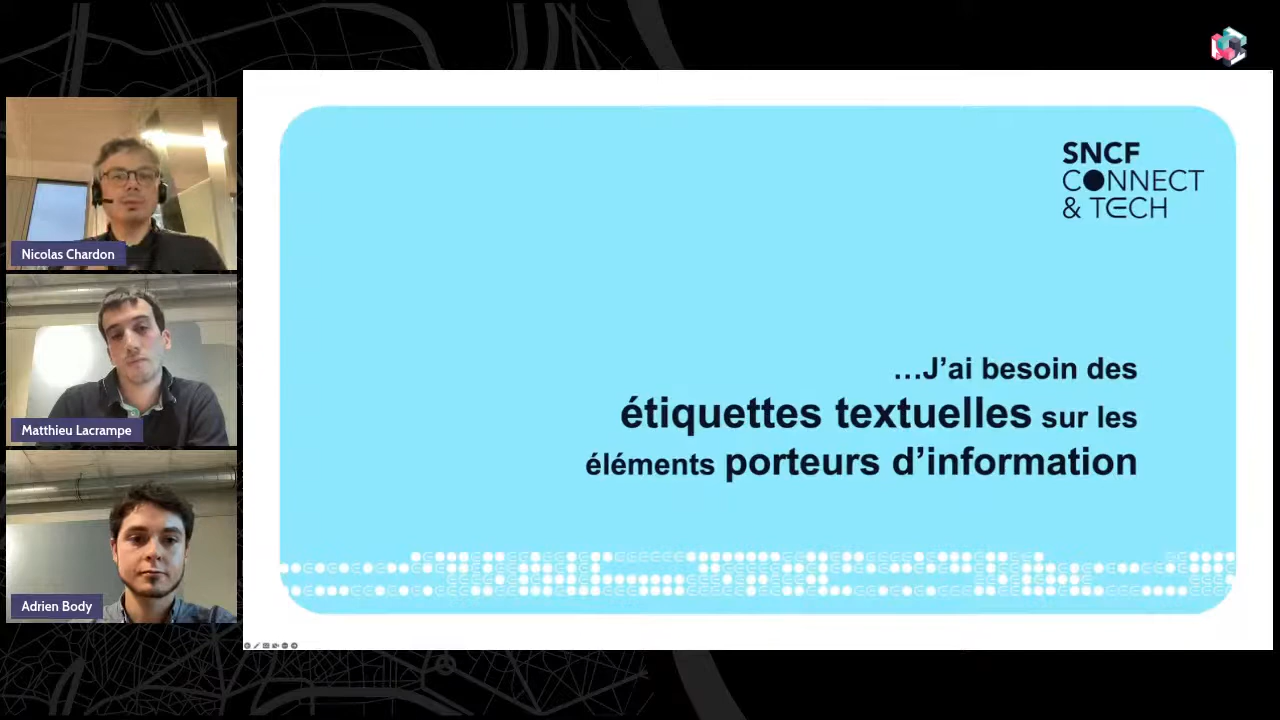 Nicolas Chardon
Matthieu Lacrampe
Adrien Body
SNCF
CONNECT
& TECH
…J’ai besoin des
étiquettes textuelles sur les
éléments porteurs d’information